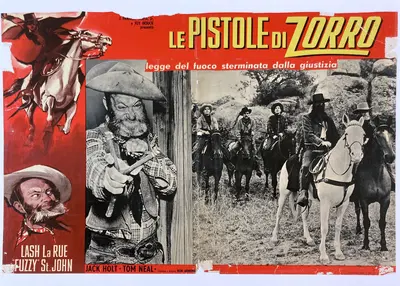 LE PISTOLE DI ZORRO
legge del fuoco sterminata dalla giustizia
LASH LA RUE
"FUZZY" ST. JOHN
JACK HOLT - TOM NEAL